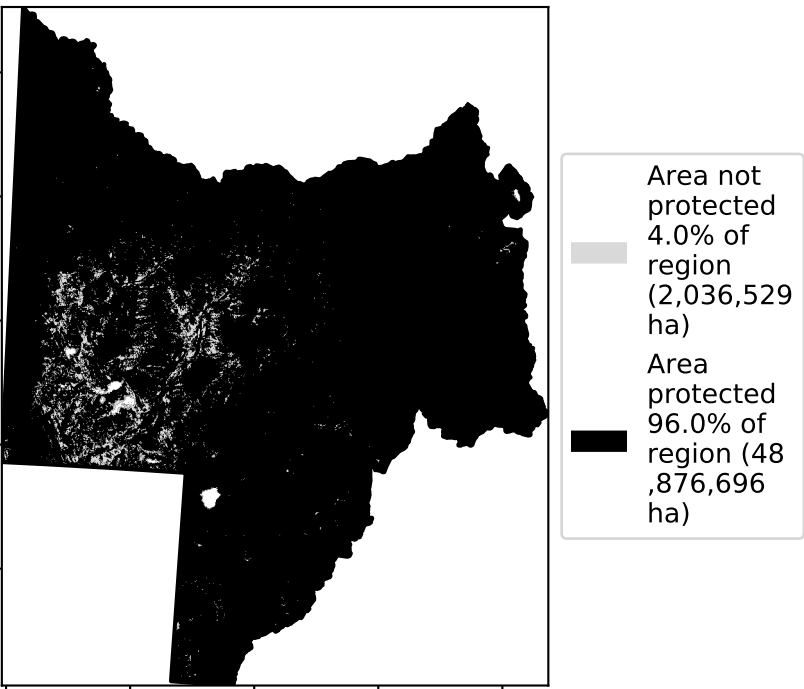 Area not
protected
4.0% of
region
(2,036,529
ha)
Area
protected
96.0% of
region (48
,876,696
ha)